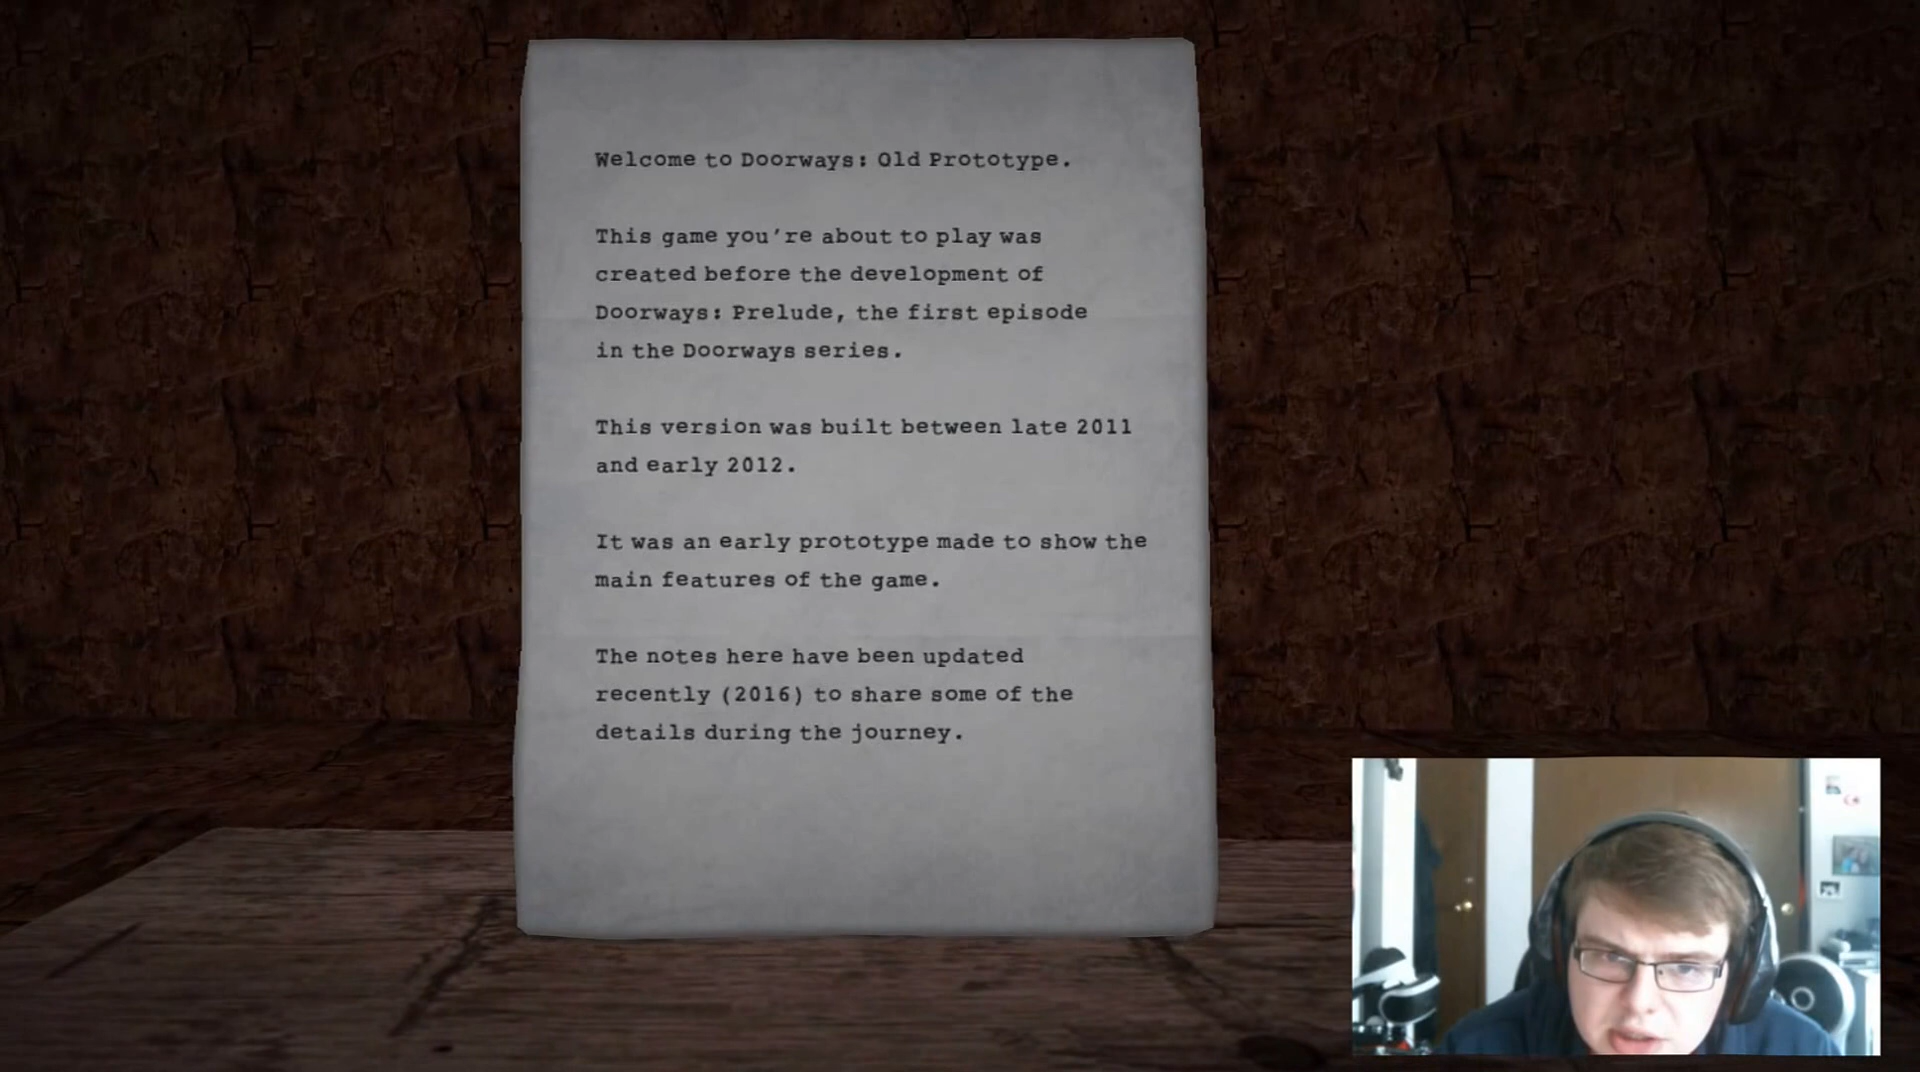 Welcome to Doorways: Old Prototype.
This game you're about to play was
created before the development of
Doorways: Prelude, the first episode
in the Doorways series.
This version was built between late 2011
and early 2012.
It was an early prototype made to show the
main features of the game.
The notes here have been updated
recently (2016) to share some of the
details during the journey.